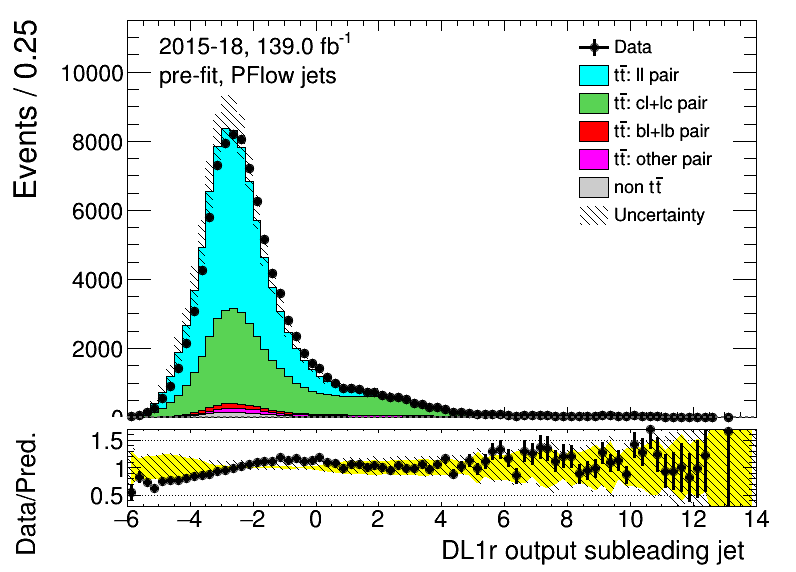 2015-18, 139.0 fb-1
pre-fit, PFlow jets
Data
tt̄: ll pair
tt̄: cl+lc pair
tt̄: bl+lb pair
tt̄: other pair
non tt̄
Uncertainty
Events / 0.25
10000
8000
6000
4000
2000
0
Data/Pred.
1.5
1
0.5
−6 −4 −2 0 2 4 6 8 10 12 14
DL1r output subleading jet